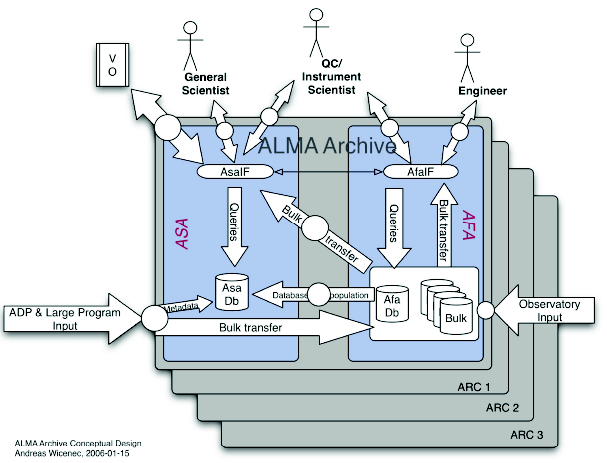 V
O
General
Scientist
QC/
Instrument
Scientist
Engineer
ALMA Archive
AsaIF
AfaIF
ASA
Queries
Bulk transfer
Queries
Bulk transfer
AFA
Asa
Db
Database population
Afa
Db
Bulk
Metadata
ADP & Large Program
Input
Bulk transfer
Observatory
Input
ARC 1
ARC 2
ARC 3
ALMA Archive Conceptual Design
Andreas Wicenec, 2006-01-15